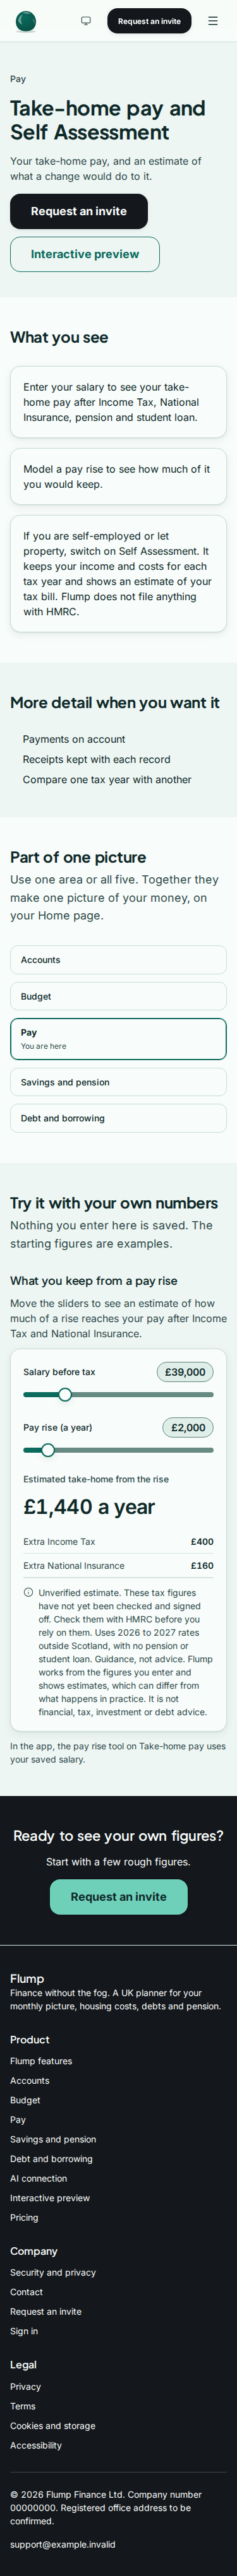 Request an invite
Pay
Take-home pay and
Self Assessment
Your take-home pay, and an estimate of
what a change would do to it.
Request an invite
Interactive preview
What you see
Enter your salary to see your take-
home pay after Income Tax, National
Insurance, pension and student loan.
Model a pay rise to see how much of it
you would keep.
If you are self-employed or let
property, switch on Self Assessment. It
keeps your income and costs for each
tax year and shows an estimate of your
tax bill. Flump does not file anything
with HMRC.
More detail when you want it
Payments on account
Receipts kept with each record
Compare one tax year with another
Part of one picture
Use one area or all five. Together they
make one picture of your money, on
your Home page.
Accounts
Budget
Pay
You are here
Savings and pension
Debt and borrowing
Try it with your own numbers
Nothing you enter here is saved. The
starting figures are examples.
What you keep from a pay rise
Move the sliders to see an estimate of how
much of a rise reaches your pay after Income
Tax and National Insurance.
Salary before tax £39,000
Pay rise (a year) £2,000
Estimated take-home from the rise
£1,440 a year
Extra Income Tax £400
Extra National Insurance £160
Unverified estimate. These tax figures
have not yet been checked and signed
off. Check them with HMRC before you
rely on them. Uses 2026 to 2027 rates
outside Scotland, with no pension or
student loan. Guidance, not advice. Flump
works from the figures you enter and
shows estimates, which can differ from
what happens in practice. It is not
financial, tax, investment or debt advice.
In the app, the pay rise tool on Take-home pay uses
your saved salary.
Ready to see your own figures?
Start with a few rough figures.
Request an invite
Flump
Finance without the fog. A UK planner for your
monthly picture, housing costs, debts and pension.
Product
Flump features
Accounts
Budget
Pay
Savings and pension
Debt and borrowing
AI connection
Interactive preview
Pricing
Company
Security and privacy
Contact
Request an invite
Sign in
Legal
Privacy
Terms
Cookies and storage
Accessibility
© 2026 Flump Finance Ltd. Company number
00000000. Registered office address to be
confirmed.
support@example.invalid